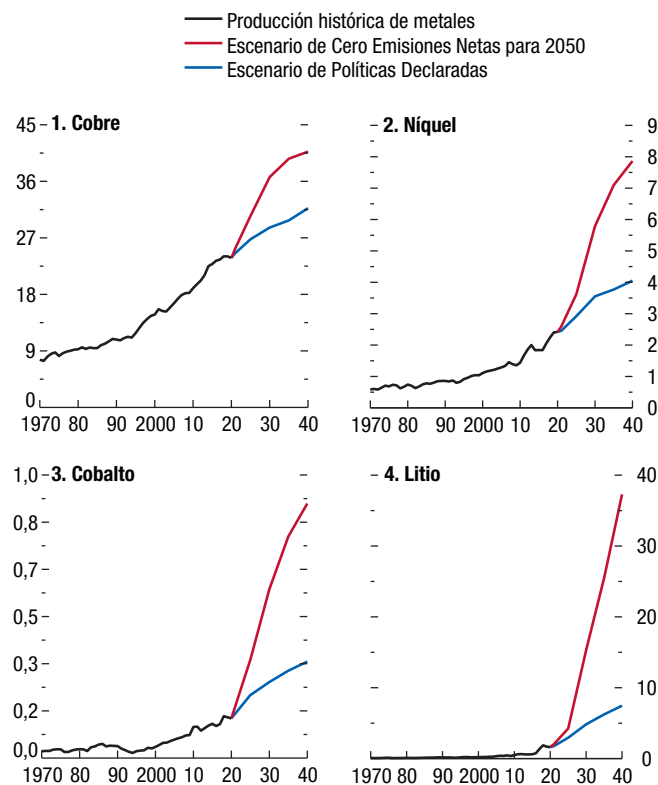 Producción histórica de metales
Escenario de Cero Emisiones Netas para 2050
Escenario de Políticas Declaradas
1. Cobre
45
36
27
18
9
0
1970 80 90 2000 10 20 30 40
2. Níquel
9
8
7
6
5
4
3
2
1
0
1970 80 90 2000 10 20 30 40
3. Cobalto
1,0
0,8
0,7
0,5
0,3
0,2
0,0
1970 80 90 2000 10 20 30 40
4. Litio
40
30
20
10
0
1970 80 90 2000 10 20 30 40